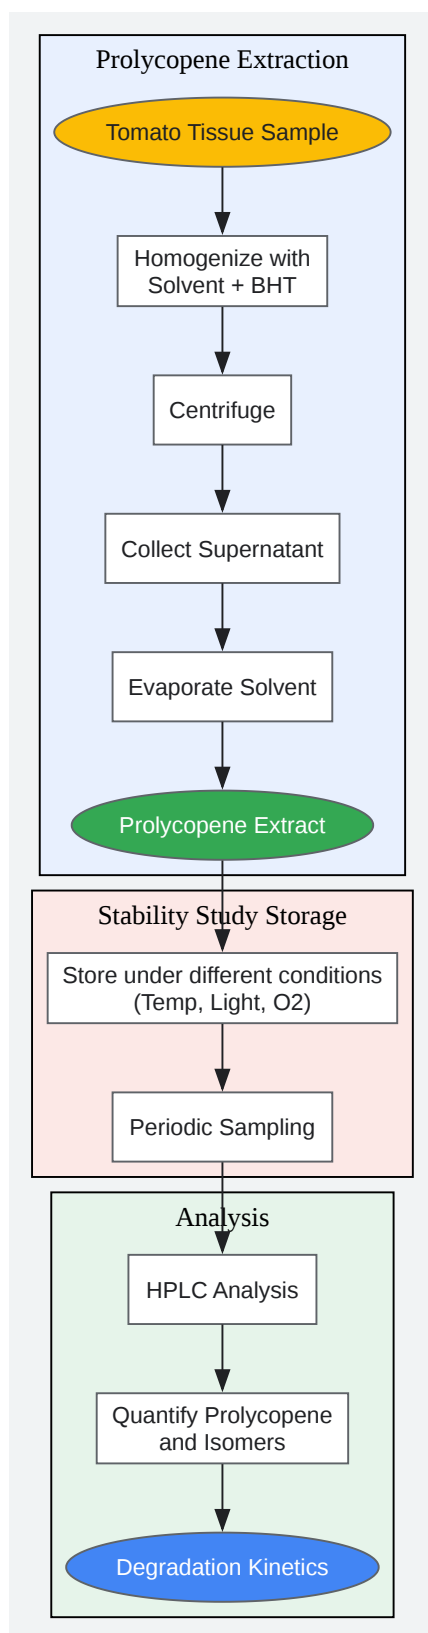 Prolycopene Extraction
Tomato Tissue Sample
Homogenize with
Solvent + BHT
Centrifuge
Collect Supernatant
Evaporate Solvent
Prolycopene Extract
Stability Study Storage
Store under different conditions
(Temp, Light, O2)
Periodic Sampling
Analysis
HPLC Analysis
Quantify Prolycopene
and Isomers
Degradation Kinetics